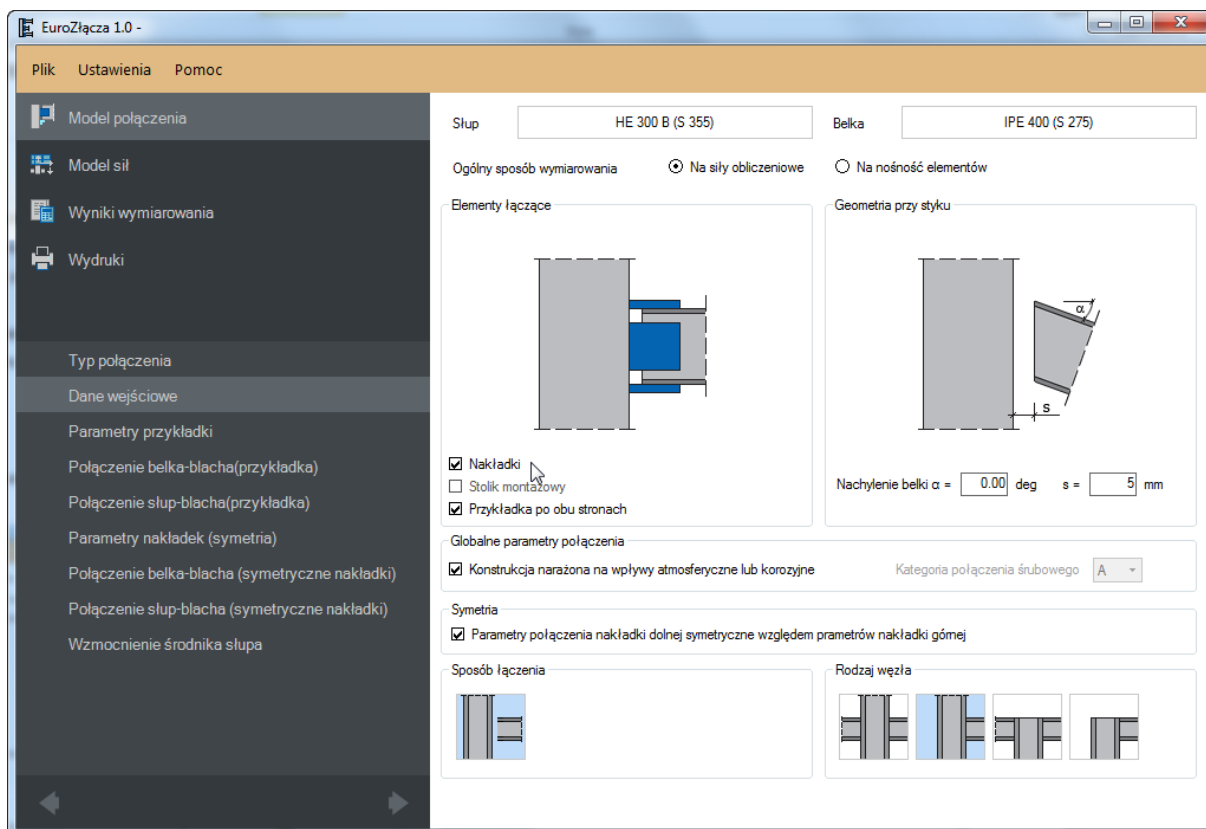 EuroZłącza 1.0 -
Plik Ustawienia Pomoc
Model połączenia
Model sił
Wyniki wymiarowania
Wydruki
Typ połączenia
Dane wejściowe
Parametry przykładki
Połączenie belka-blacha(przykładka)
Połączenie słup-blacha(przykładka)
Parametry nakładek (symetria)
Połączenie belka-blacha (symetryczne nakładki)
Połączenie słup-blacha (symetryczne nakładki)
Wzmocnienie środnika słupa
Słup HE 300 B (S 355) Belka IPE 400 (S 275)
Ogólny sposób wymiarowania Na siły obliczeniowe Na nośność elementów
Elementy łączące
Nakładki
Stolik montażowy
Przykładka po obu stronach
Geometria przy styku
α
s
Nachylenie belki α = 0.00 deg s = 5 mm
Globalne parametry połączenia
Konstrukcja narażona na wpływy atmosferyczne lub korozyjne Kategoria połączenia śrubowego A
Symetria
Parametry połączenia nakładki dolnej symetryczne względem prametrów nakładki górnej
Sposób łączenia
Rodzaj węzła